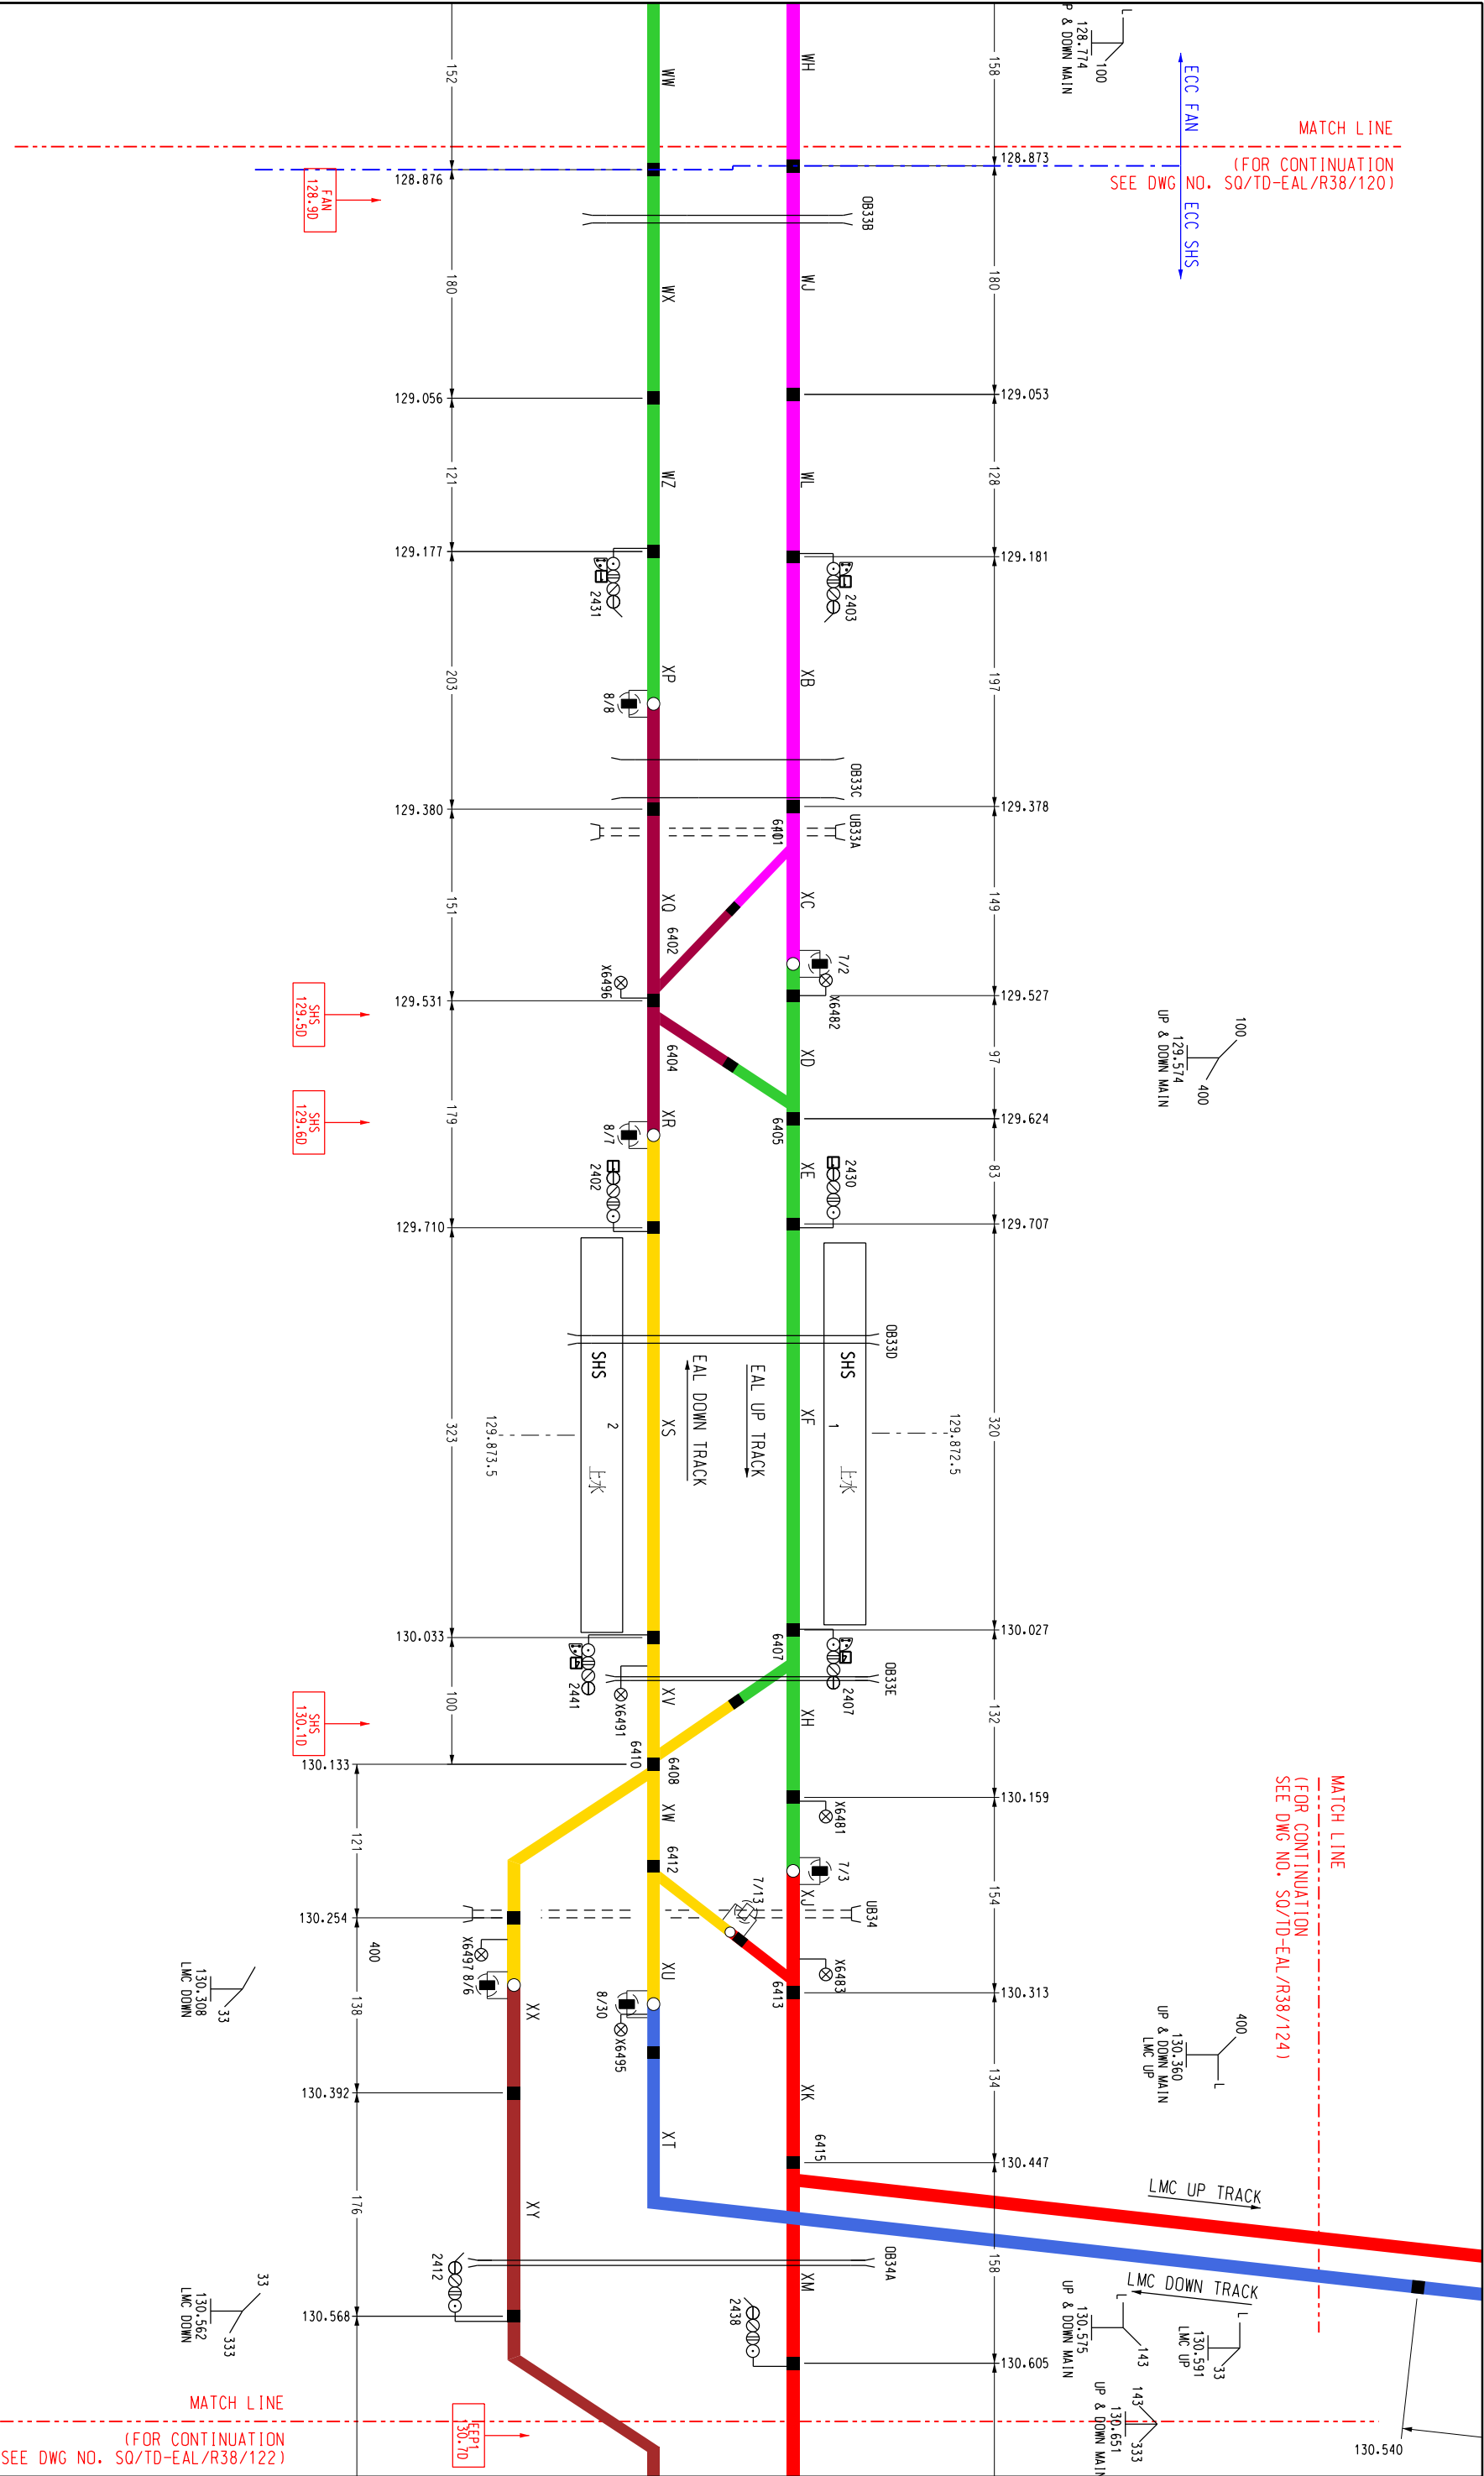 128.774
UP & DOWN MAIN
L
100
ECC FAN
ECC SHS
MATCH LINE
(FOR CONTINUATION
SEE DWG NO. SQ/TD-EAL/R38/120)
152
WW
WH
158
128.876
128.873
FAN
128.9D
OB33B
180
WX
WJ
180
129.056
129.053
121
WZ
WL
128
129.177
129.181
2431
2403
203
XP
XB
197
8/8
OB33C
129.380
129.378
UB33A
6401
151
XQ
XC
149
6402
X6496
7/2
X6482
129.531
129.527
SHS
129.5D
6404
XD
97
100
129.574
UP & DOWN MAIN
400
SHS
129.6D
179
XR
8/7
6405
129.624
2402
XE
2430
83
129.710
129.707
OB33D
SHS
2
上水
EAL DOWN TRACK
EAL UP TRACK
SHS
1
上水
323
129.873.5
XS
XF
129.872.5
320
130.033
130.027
2441
X6491
6407
2407
OB33E
100
XV
XH
132
SHS
130.1D
6410
6408
130.133
130.159
X6481
121
XW
6412
7/3
7/13
XJ
154
UB34
130.254
X6497
8/6
400
130.308
LMC DOWN
33
138
XX
XU
8/30
X6495
X6483
6413
130.313
MATCH LINE
(FOR CONTINUATION
SEE DWG NO. SQ/TD-EAL/R38/124)
400
130.360
UP & DOWN MAIN
LMC UP
L
130.392
XT
XK
134
6415
130.447
176
XY
LMC UP TRACK
LMC DOWN TRACK
2412
OB34A
XM
158
2438
33
130.562
LMC DOWN
333
130.568
130.605
L
130.575
UP & DOWN MAIN
143
L
130.591
LMC UP
33
143
130.651
UP & DOWN MAIN
333
130.540
EEP1
130.7D
MATCH LINE
(FOR CONTINUATION
SEE DWG NO. SQ/TD-EAL/R38/122)